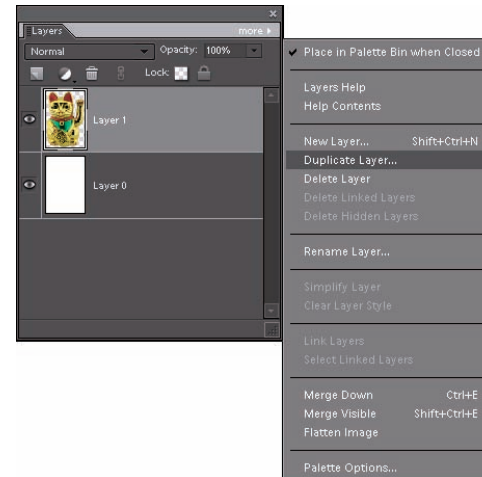 Layers
more
Normal
Opacity: 100%
Lock:
Layer 1
Layer 0
Place in Palette Bin when Closed
Layers Help
Help Contents
New Layer... Shift+Ctrl+N
Duplicate Layer...
Delete Layer
Delete Linked Layers
Delete Hidden Layers
Rename Layer...
Simplify Layer
Clear Layer Style
Link Layers
Select Linked Layers
Merge Down Ctrl+E
Merge Visible Shift+Ctrl+E
Flatten Image
Palette Options...